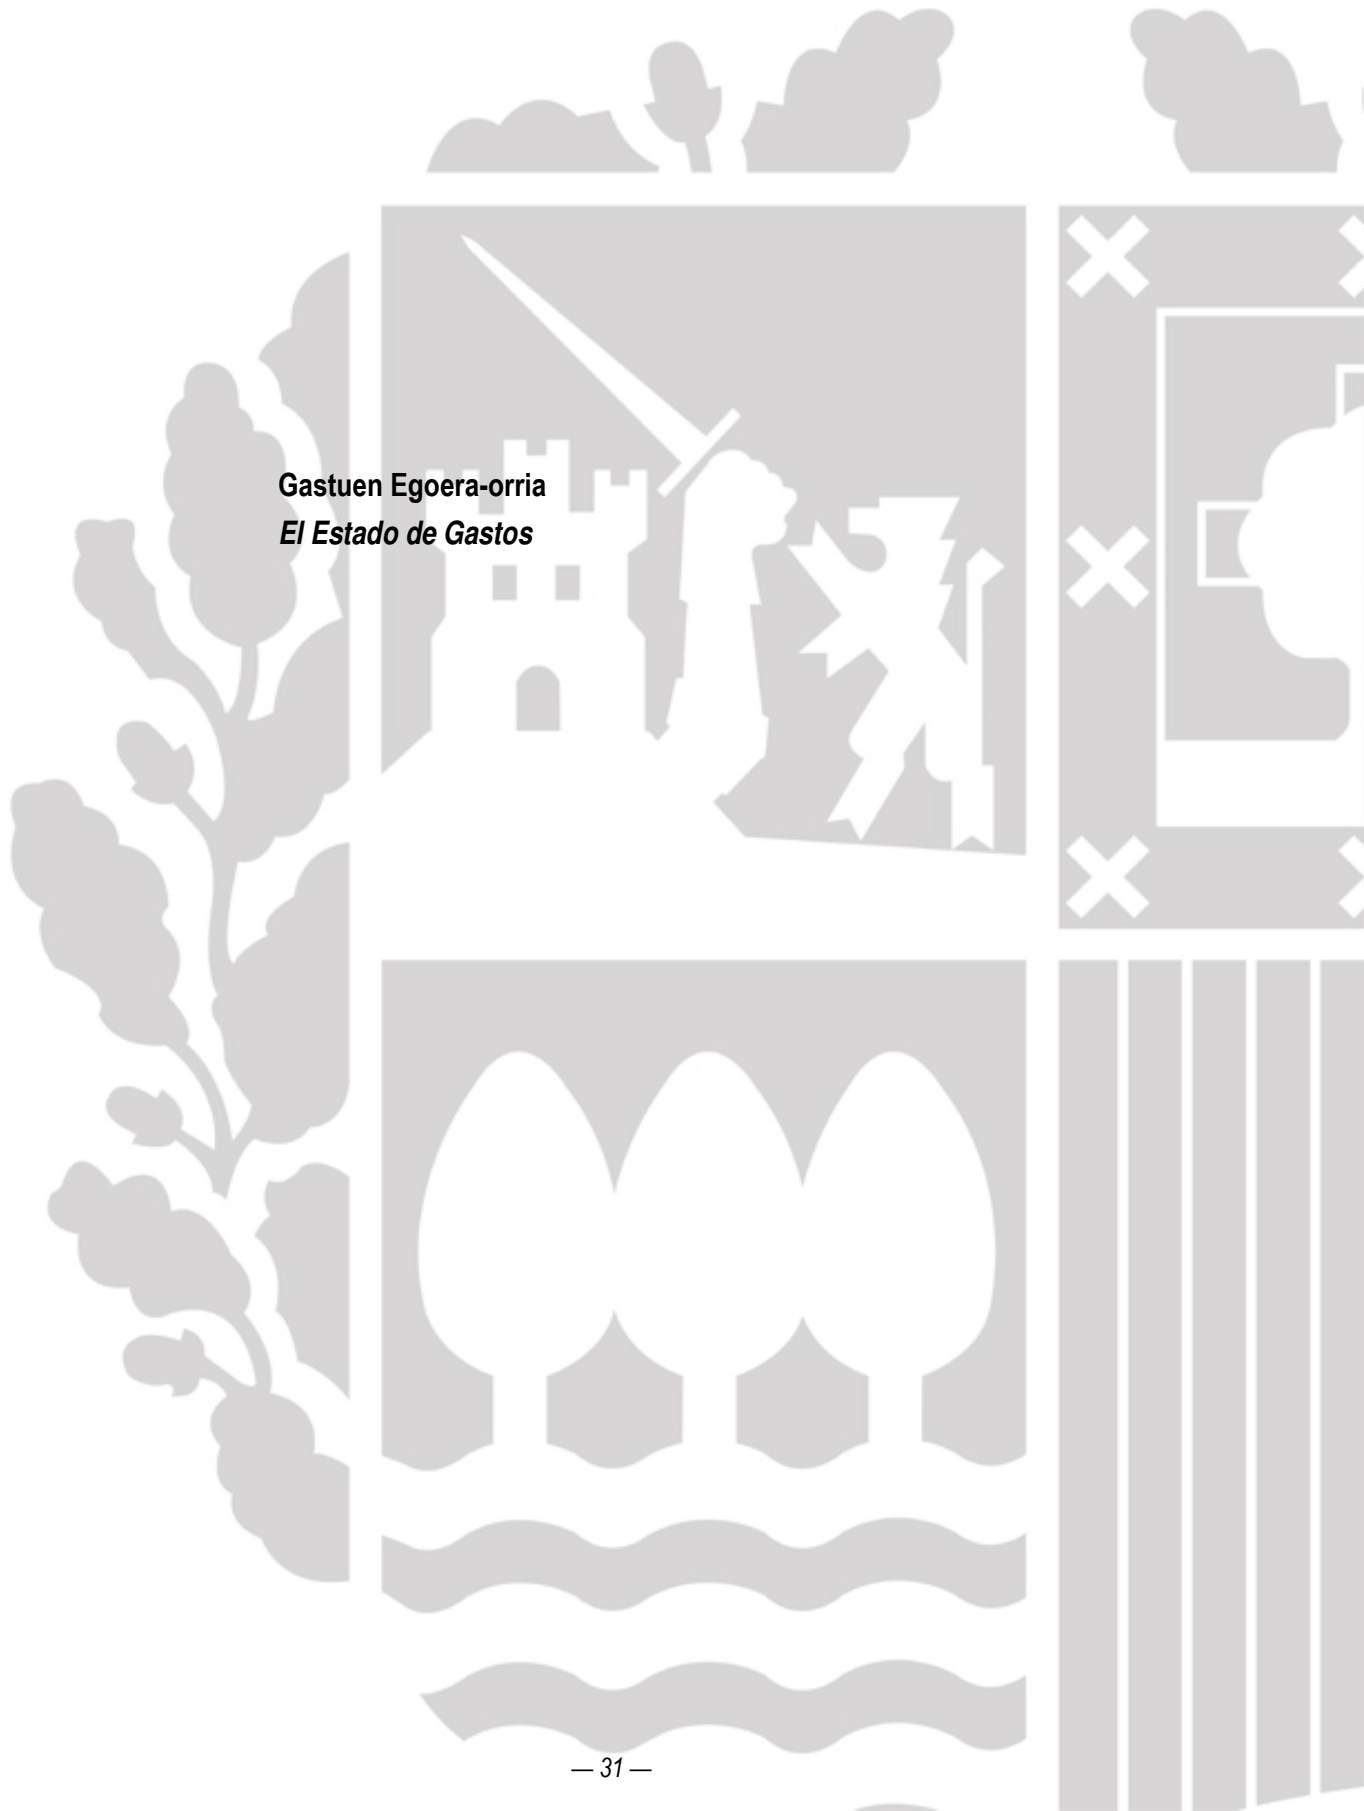 Gastuen Egoera-orria
El Estado de Gastos
— 31 —